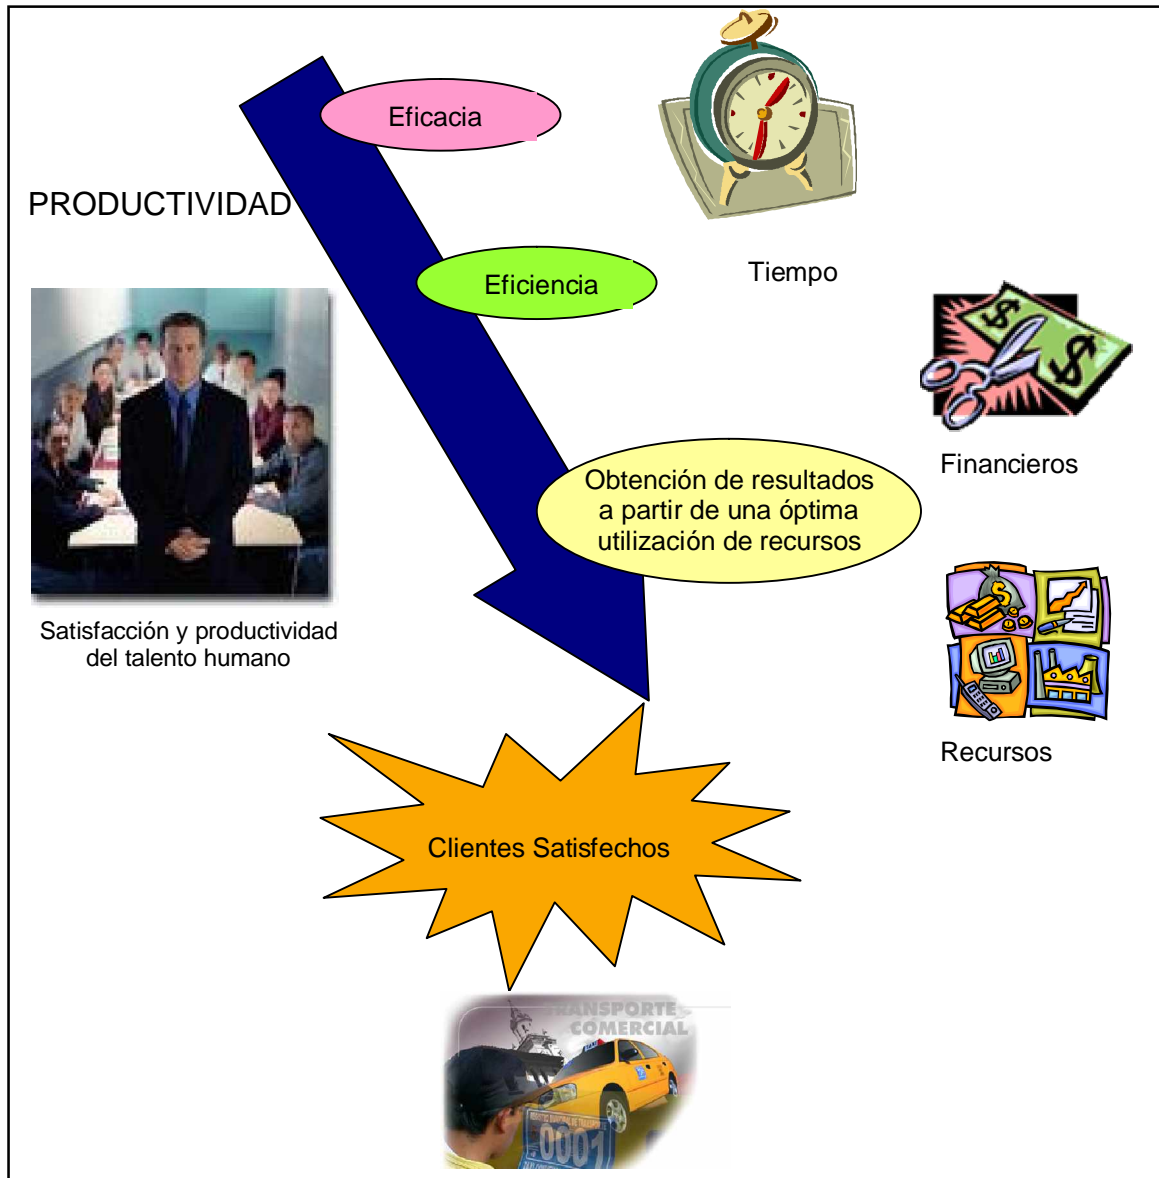 Eficacia
PRODUCTIVIDAD
Eficiencia
Tiempo
Financieros
Obtención de resultados
a partir de una óptima
utilización de recursos
Satisfacción y productividad
del talento humano
Recursos
Clientes Satisfechos
TRANSPORTE
COMERCIAL
TAXI
0001